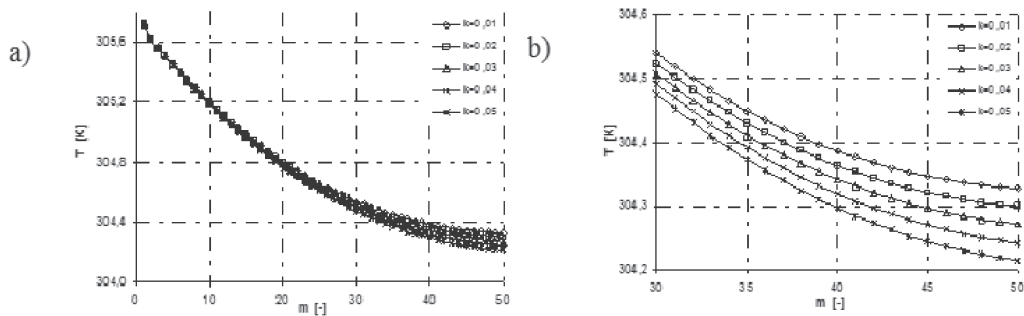 a)
305,6
305,2
304,8
304,4
304,0
T [K]
0
10
20
30
40
50
m [-]
k=0,01
k=0,02
k=0,03
k=0,04
k=0,05
b)
304,6
304,5
304,4
304,3
304,2
T [K]
30
35
40
45
50
m [-]
k=0,01
k=0,02
k=0,03
k=0,04
k=0,05